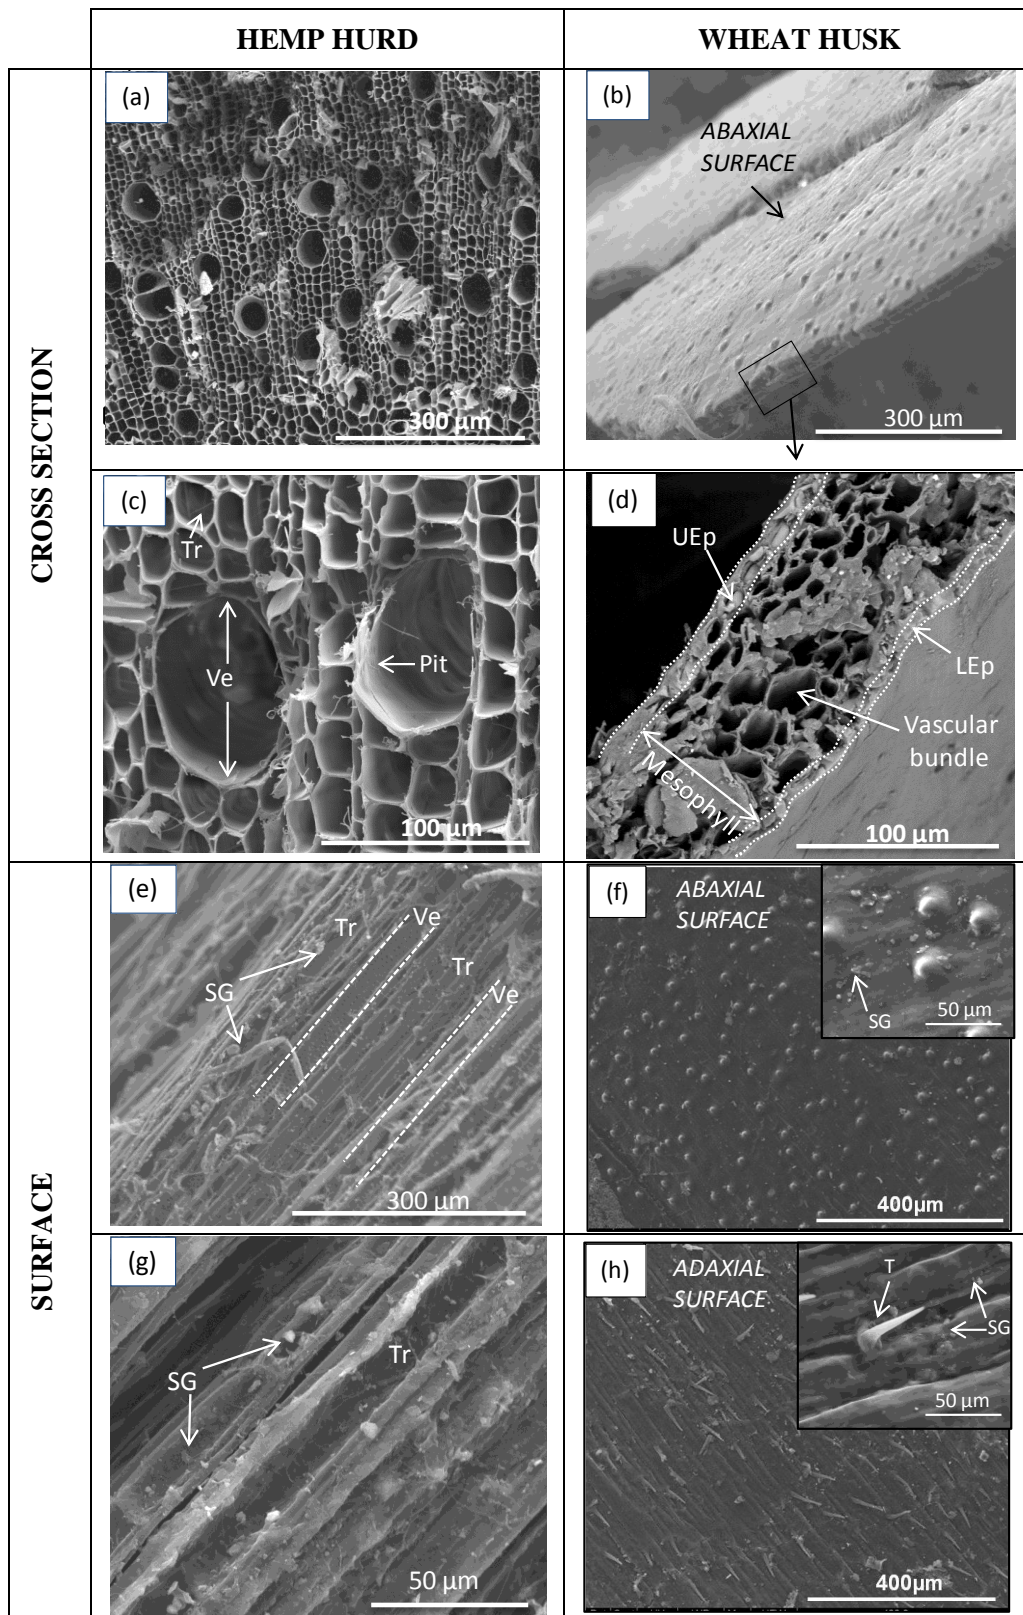 HEMP HURD
WHEAT HUSK
CROSS SECTION
(a)
300 µm
(b)
ABAXIAL
SURFACE
300 µm
(c)
Tr
Ve
Pit
100 µm
(d)
UEp
LEp
Vascular
bundle
Mesophyll
100 µm
SURFACE
(e)
Tr
Ve
Tr
SG
Ve
300 µm
(f)
ABAXIAL
SURFACE
SG
50 µm
400µm
(g)
Tr
SG
50 µm
(h)
ADAXIAL
SURFACE
T
SG
50 µm
400µm